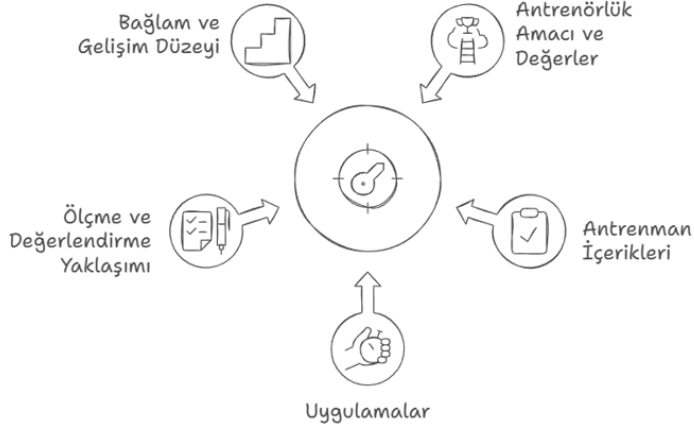 Bağlam ve
Gelişim Düzeyi
Antrenörlük
Amacı ve
Değerler
Ölçme ve
Değerlendirme
Yaklaşımı
Antrenman
İçerikleri
Uygulamalar